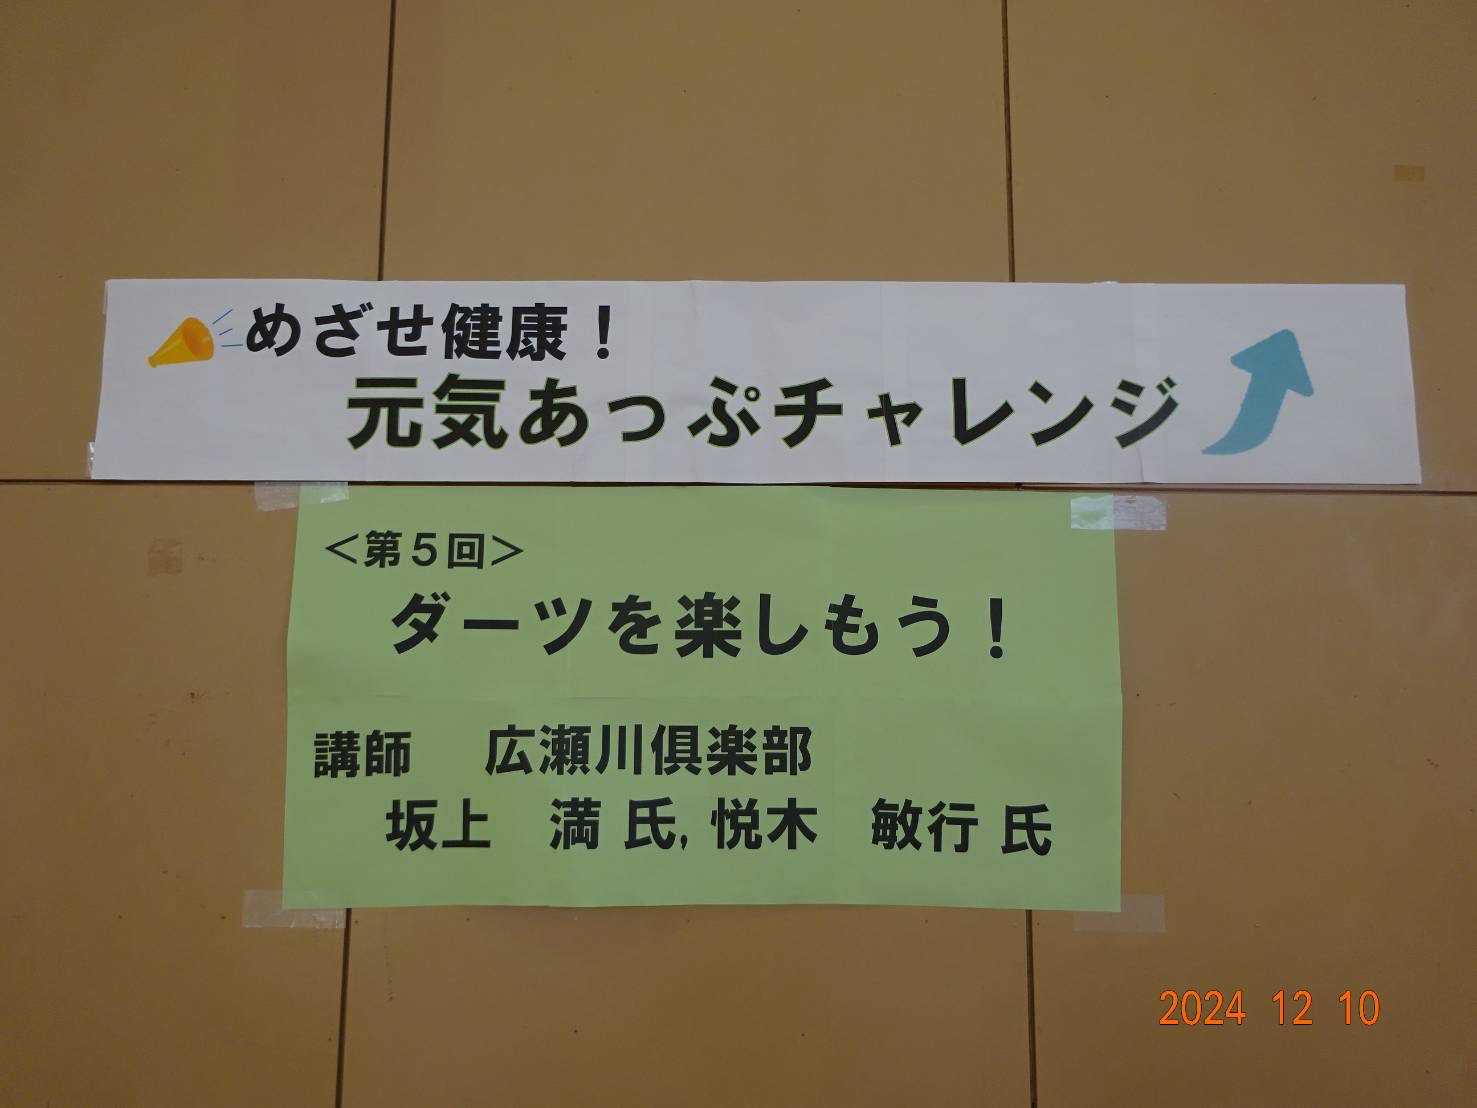 めざせ健康！
元気あっぷチャレンジ
＜第５回＞
ダーツを楽しもう！
講師　広瀬川倶楽部
坂上　満 氏, 悦木　敏行 氏
2024 12 10